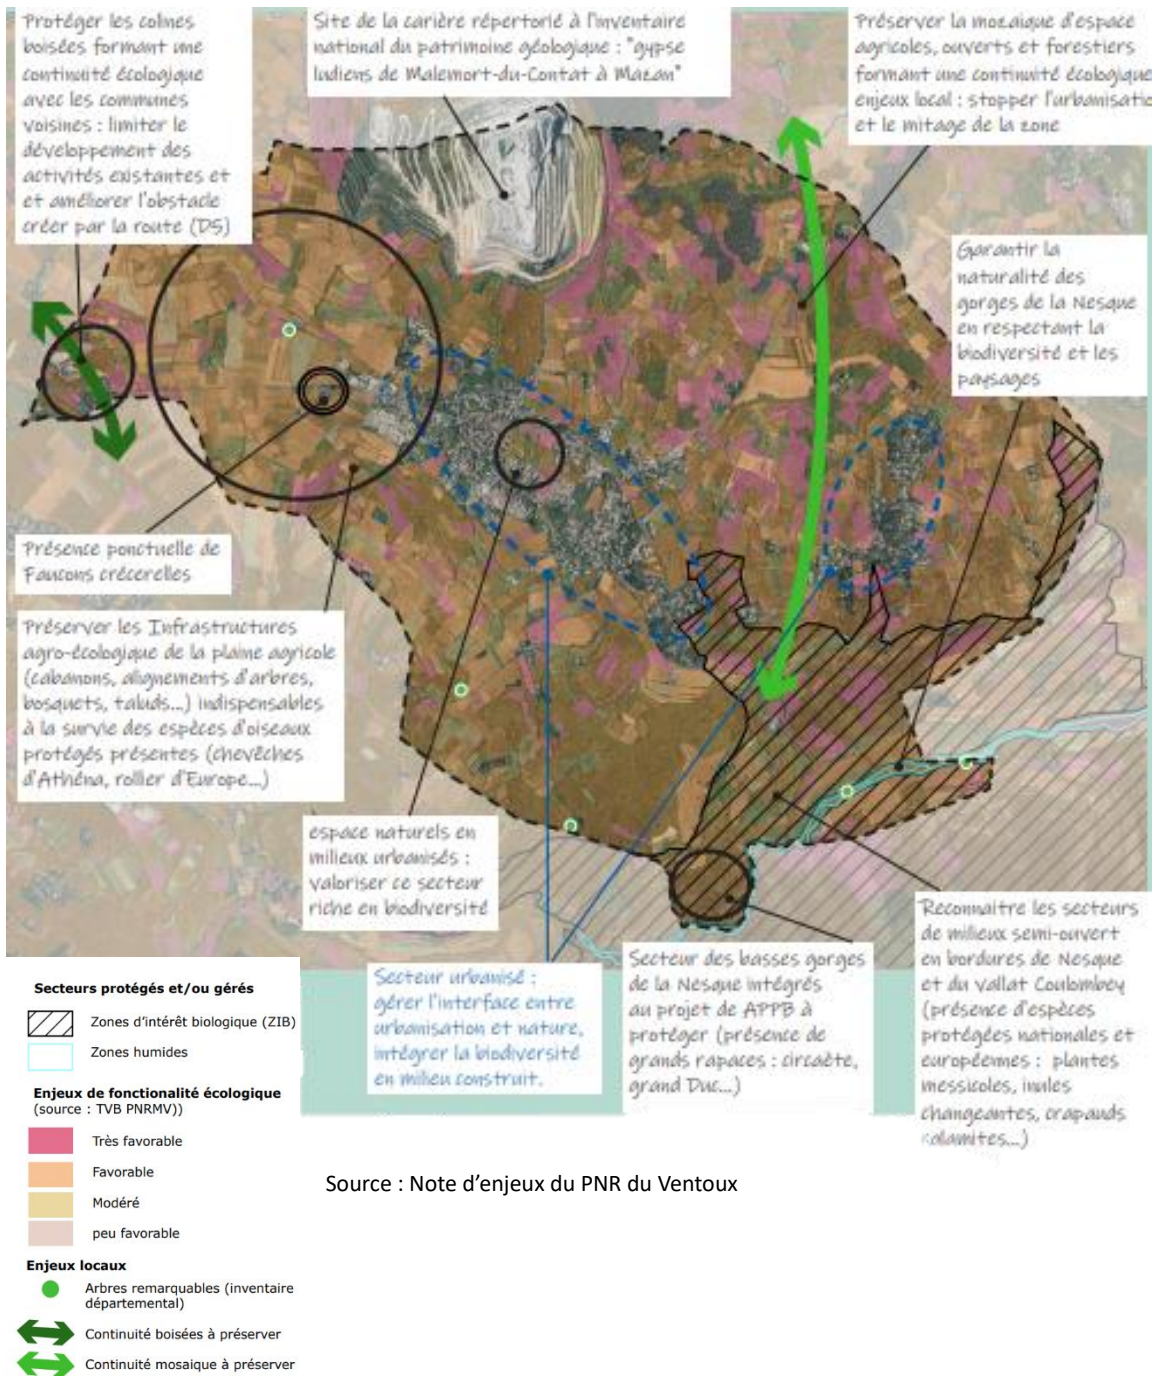 Protéger les colines
boisées formant une
continuité écologique
avec les communes
voisines : limiter le
développement des
activités existantes et
et améliorer l'obstacle
créer par la route (D5)
Site de la carière répertorié à l'inventaire
national du patrimoine géologique : "gypse
ludiens de Malemort-du-Contat à Mazan"
Préserver la mozaique d'espace
agricoles, ouverts et forestiers
formant une continuité écologique
enjeux local : stopper l'urbanisatio
et le mitage de la zone
Garantir la
naturalité des
gorges de la Nesque
en respectant la
biodiversité et les
paysages
Présence ponctuelle de
Faucons crécerelles
Préserver les Infrastructures
agro-écologique de la plaine agricole
(cabanons, alignements d'arbres,
bosquets, taluds...) indispensables
à la survie des espèces d'oiseaux
protégés présentes (chevêches
d'Athéna, rollier d'Europe...)
espace naturels en
milieux urbanisés :
valoriser ce secteur
riche en biodiversité
Secteur urbanisé :
gérer l'interface entre
urbanisation et nature,
intégrer la biodiversité
en milieu construit.
Secteur des basses gorges
de la Nesque intégrés
au projet de APPB à
protéger (présence de
grands rapaces : circaète,
grand Duc...)
Reconnaitre les secteurs
de milieux semi-ouvert
en bordures de Nesque
et du vallat Coulombey
(présence d'espèces
protégées nationales et
européennes : plantes
messicoles, inules
changeantes, crapauds
calamites...)
Secteurs protégés et/ou gérés
Zones d'intérêt biologique (ZIB)
Zones humides
Enjeux de fonctionalité écologique
(source : TVB PNRMV))
Très favorable
Favorable
Modéré
peu favorable
Enjeux locaux
Arbres remarquables (inventaire
départemental)
Continuité boisées à préserver
Continuité mosaique à préserver
Source : Note d'enjeux du PNR du Ventoux